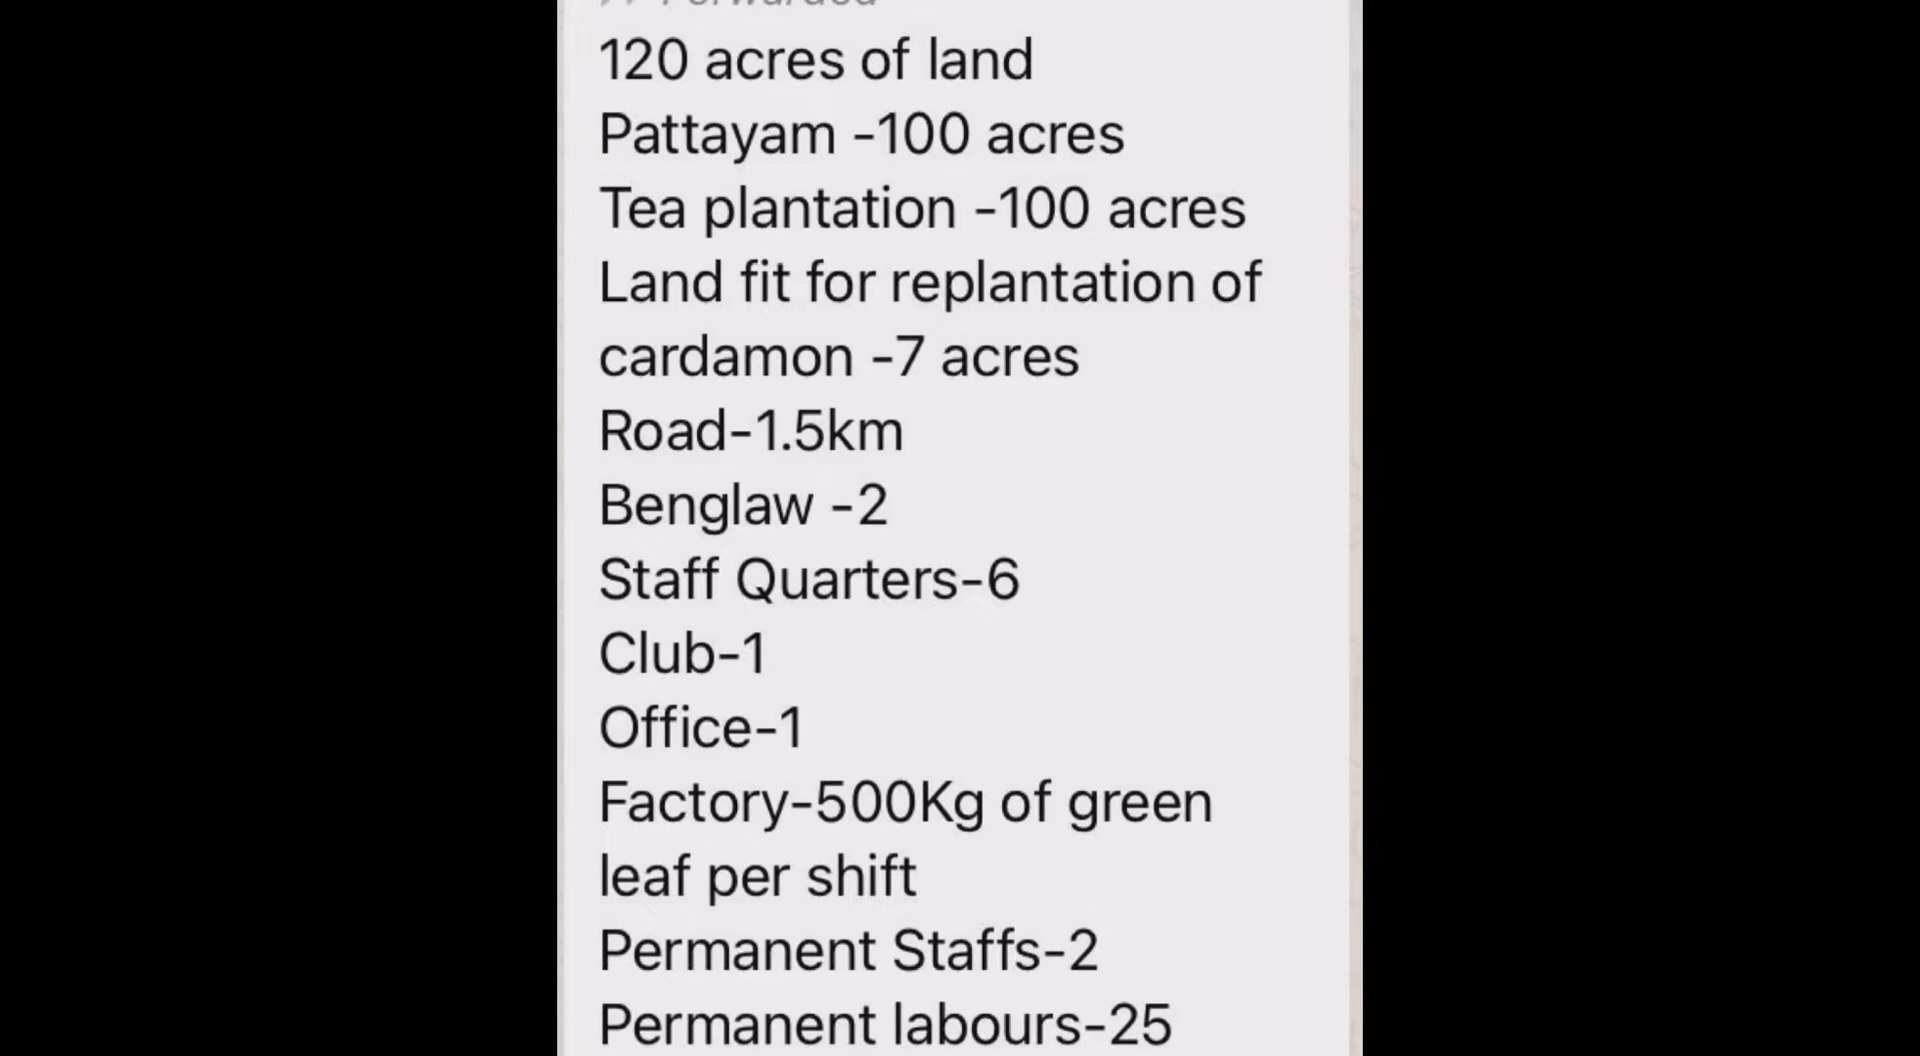 Forwarded
120 acres of land
Pattayam -100 acres
Tea plantation -100 acres
Land fit for replantation of
cardamon -7 acres
Road-1.5km
Benglaw -2
Staff Quarters-6
Club-1
Office-1
Factory-500Kg of green
leaf per shift
Permanent Staffs-2
Permanent labours-25